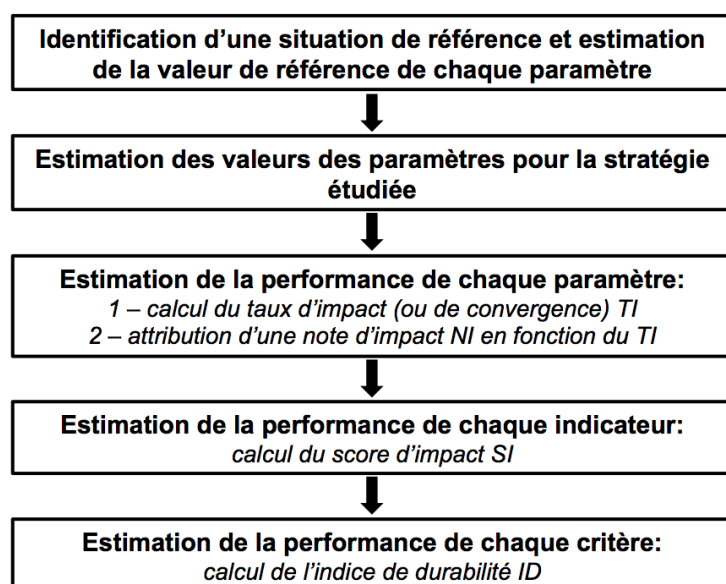 Identification d'une situation de référence et estimation
de la valeur de référence de chaque paramètre
Estimation des valeurs des paramètres pour la stratégie
étudiée
Estimation de la performance de chaque paramètre:
1 – calcul du taux d'impact (ou de convergence) TI
2 – attribution d'une note d'impact NI en fonction du TI
Estimation de la performance de chaque indicateur:
calcul du score d'impact SI
Estimation de la performance de chaque critère:
calcul de l'indice de durabilité ID